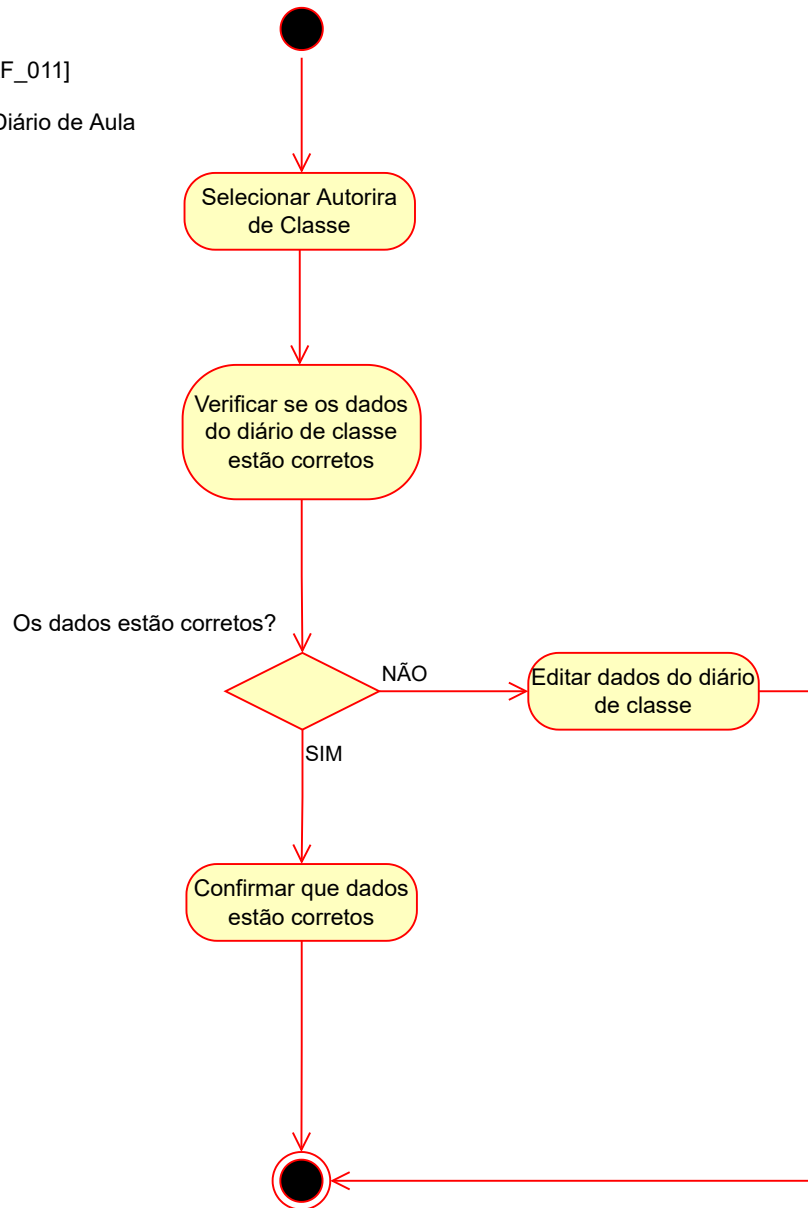 F_011]
Diário de Aula
Selecionar Autorira
de Classe
Verificar se os dados
do diário de classe
estão corretos
Os dados estão corretos?
NÃO
Editar dados do diário
de classe
SIM
Confirmar que dados
estão corretos